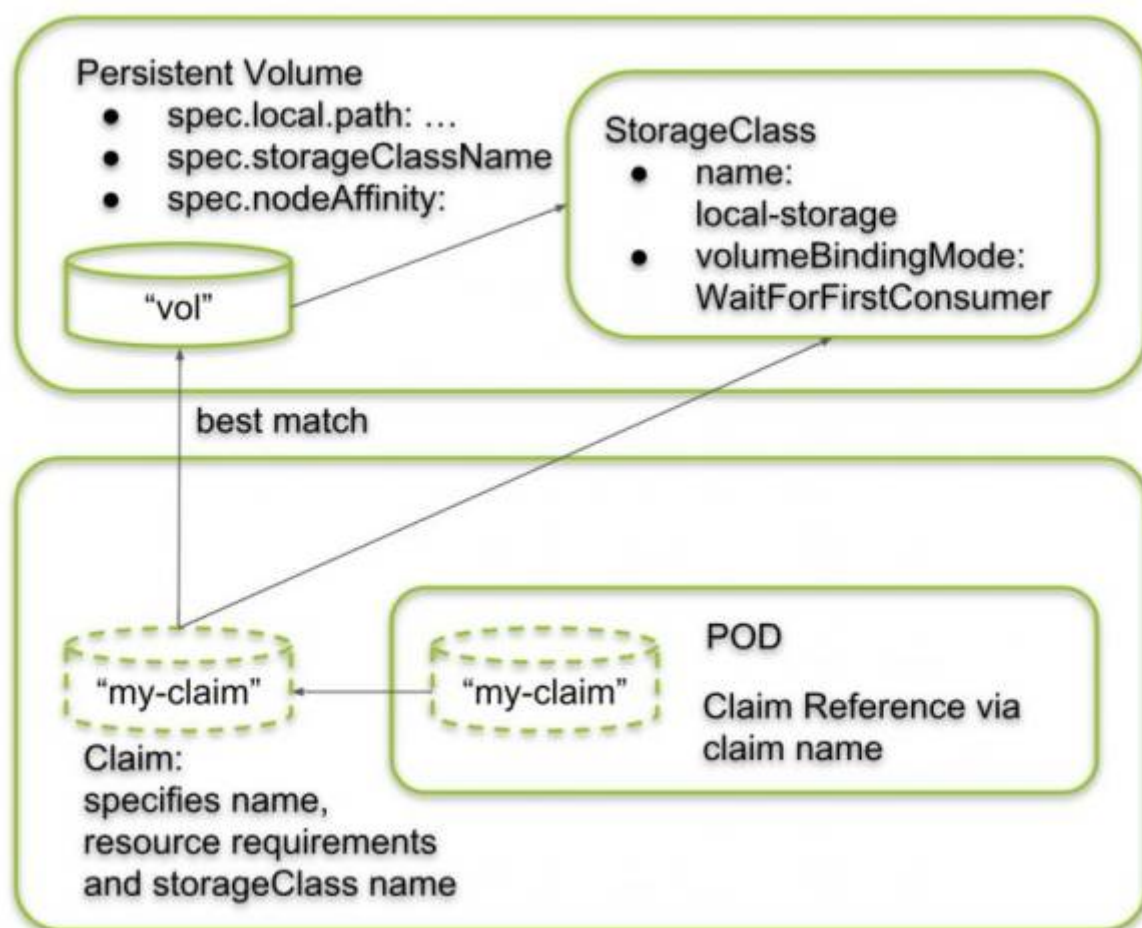 Persistent Volume
● spec.local.path: …
● spec.storageClassName
● spec.nodeAffinity:
“vol”
StorageClass
● name:
local-storage
● volumeBindingMode:
WaitForFirstConsumer
best match
“my-claim”
Claim:
specifies name,
resource requirements
and storageClass name
“my-claim”
POD
Claim Reference via
claim name